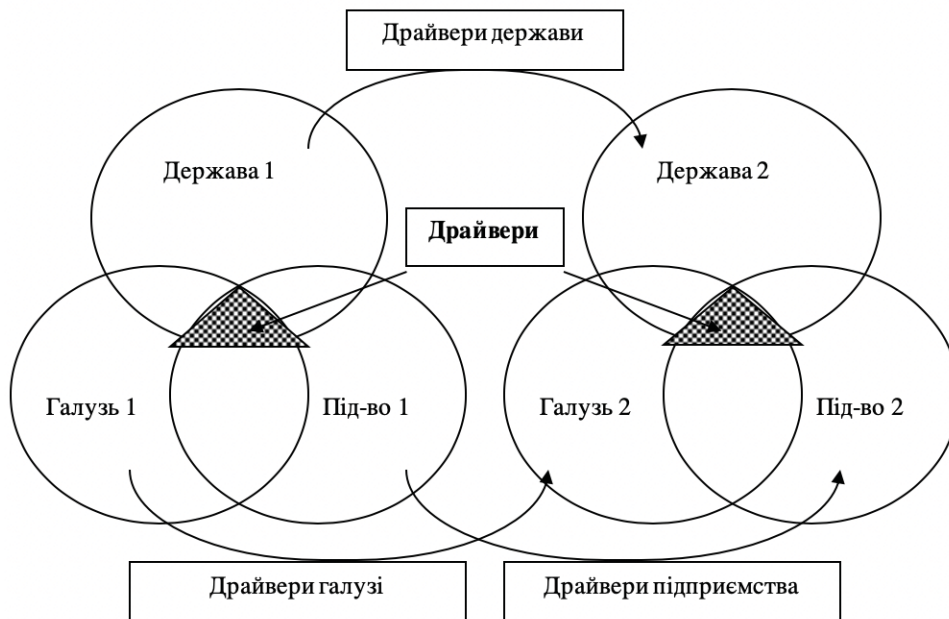 Драйвери держави
Держава 1
Держава 2
Драйвери
Галузь 1
Під-во 1
Галузь 2
Під-во 2
Драйвери галузі
Драйвери підприємства